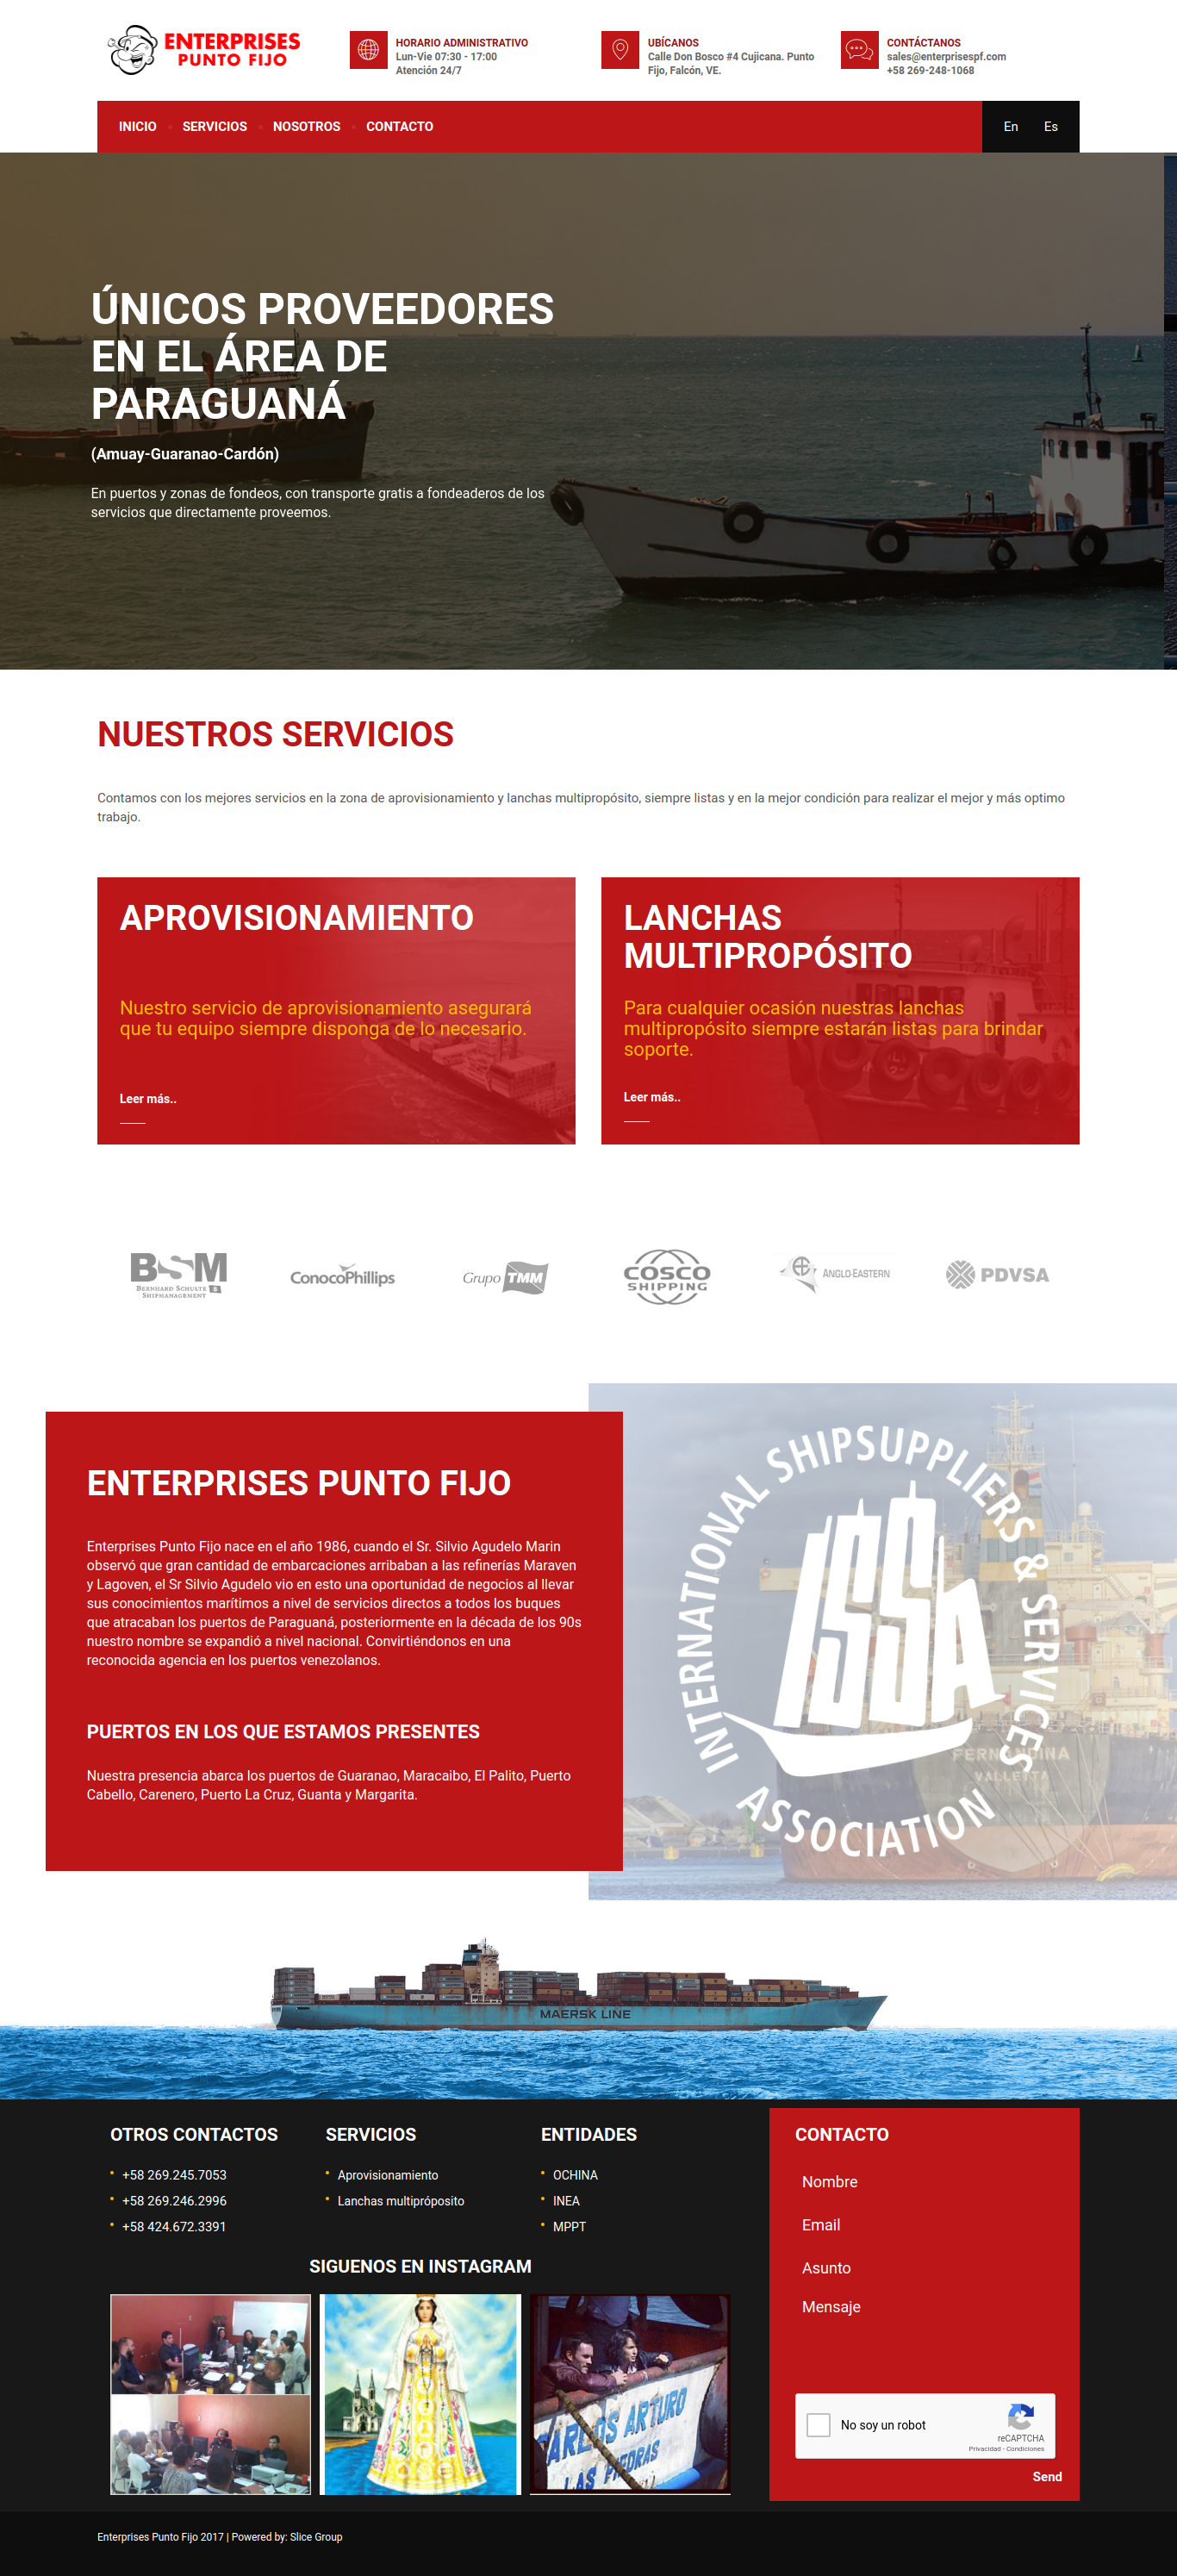 ENTERPRISES
PUNTO FIJO
HORARIO ADMINISTRATIVO
Lun-Vie 07:30 - 17:00
Atención 24/7
UBÍCANOS
Calle Don Bosco #4 Cujicana. Punto
Fijo, Falcón, VE.
CONTÁCTANOS
sales@enterprisespf.com
+58 269-248-1068
INICIO
SERVICIOS
NOSOTROS
CONTACTO
En
Es
ÚNICOS PROVEEDORES
EN EL ÁREA DE
PARAGUANÁ
(Amuay-Guaranao-Cardón)
En puertos y zonas de fondeos, con transporte gratis a fondeaderos de los
servicios que directamente proveemos.
NUESTROS SERVICIOS
Contamos con los mejores servicios en la zona de aprovisionamiento y lanchas multipropósito, siempre listas y en la mejor condición para realizar el mejor y más optimo
trabajo.
APROVISIONAMIENTO
Nuestro servicio de aprovisionamiento asegurará
que tu equipo siempre disponga de lo necesario.
Leer más..
LANCHAS
MULTIPROPÓSITO
Para cualquier ocasión nuestras lanchas
multipropósito siempre estarán listas para brindar
soporte.
Leer más..
BSM
BERNHARD SCHULTE
SHIPMANAGEMENT
ConocoPhillips
Grupo TMM
COSCO
SHIPPING
AE
ANGLO-EASTERN
PDVSA
ENTERPRISES PUNTO FIJO
Enterprises Punto Fijo nace en el año 1986, cuando el Sr. Silvio Agudelo Marin
observó que gran cantidad de embarcaciones arribaban a las refinerías Maraven
y Lagoven, el Sr Silvio Agudelo vio en esto una oportunidad de negocios al llevar
sus conocimientos marítimos a nivel de servicios directos a todos los buques
que atracaban los puertos de Paraguaná, posteriormente en la década de los 90s
nuestro nombre se expandió a nivel nacional. Convirtiéndonos en una
reconocida agencia en los puertos venezolanos.
PUERTOS EN LOS QUE ESTAMOS PRESENTES
Nuestra presencia abarca los puertos de Guaranao, Maracaibo, El Palito, Puerto
Cabello, Carenero, Puerto La Cruz, Guanta y Margarita.
INTERNATIONAL SHIPSUPPLIERS & SERVICES
ASSOCIATION
ISSA
FERNANDINA
VALLETTA
MAERSK LINE
OTROS CONTACTOS
+58 269.245.7053
+58 269.246.2996
+58 424.672.3391
SERVICIOS
Aprovisionamiento
Lanchas multipróposito
ENTIDADES
OCHINA
INEA
MPPT
SIGUENOS EN INSTAGRAM
CARLOS ARTURO
LAS PIEDRAS
CONTACTO
Nombre
Email
Asunto
Mensaje
No soy un robot
reCAPTCHA
Privacidad - Condiciones
Send
Enterprises Punto Fijo 2017 | Powered by: Slice Group